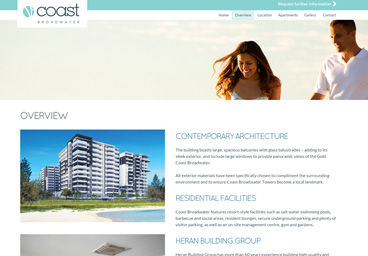 Request further information
coast
BROADWATER
Home Overview Location Apartments Gallery Contact
OVERVIEW
CONTEMPORARY ARCHITECTURE
The building boasts large, spacious balconies with glass balustrades – adding to its
sleek exterior, and include large windows to provide panoramic views of the Gold
Coast Broadwater.
All exterior materials have been specifically chosen to compliment the surrounding
environment and to ensure Coast Broadwater Towers become a local landmark.
RESIDENTIAL FACILITIES
Coast Broadwater features resort style facilities such as salt water swimming pools,
barbecue and social areas, resident lounges, secure underground parking and plenty of
visitor parking, as well as an on-site management centre, gym and gardens.
HERAN BUILDING GROUP
Heran Building Group has more than 40 years experience building high quality and